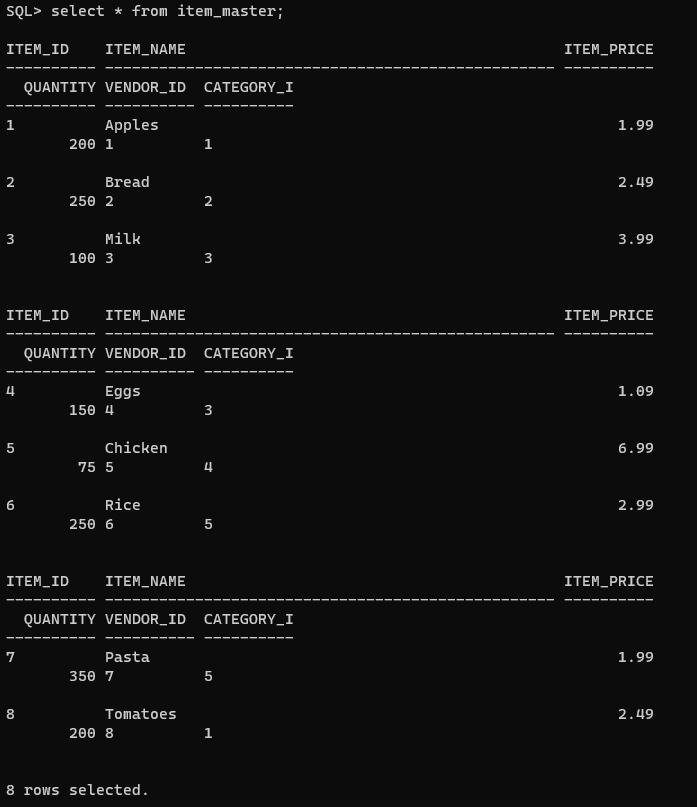 SQL> select * from item_master;
ITEM_ID    ITEM_NAME                                          ITEM_PRICE
---------- -------------------------------------------------- ----------
  QUANTITY VENDOR_ID  CATEGORY_I
---------- ---------- ----------
1          Apples                                                   1.99
       200 1          1
2          Bread                                                    2.49
       250 2          2
3          Milk                                                     3.99
       100 3          3
ITEM_ID    ITEM_NAME                                          ITEM_PRICE
---------- -------------------------------------------------- ----------
  QUANTITY VENDOR_ID  CATEGORY_I
---------- ---------- ----------
4          Eggs                                                     1.09
       150 4          3
5          Chicken                                                  6.99
        75 5          4
6          Rice                                                     2.99
       250 6          5
ITEM_ID    ITEM_NAME                                          ITEM_PRICE
---------- -------------------------------------------------- ----------
  QUANTITY VENDOR_ID  CATEGORY_I
---------- ---------- ----------
7          Pasta                                                    1.99
       350 7          5
8          Tomatoes                                                 2.49
       200 8          1
8 rows selected.